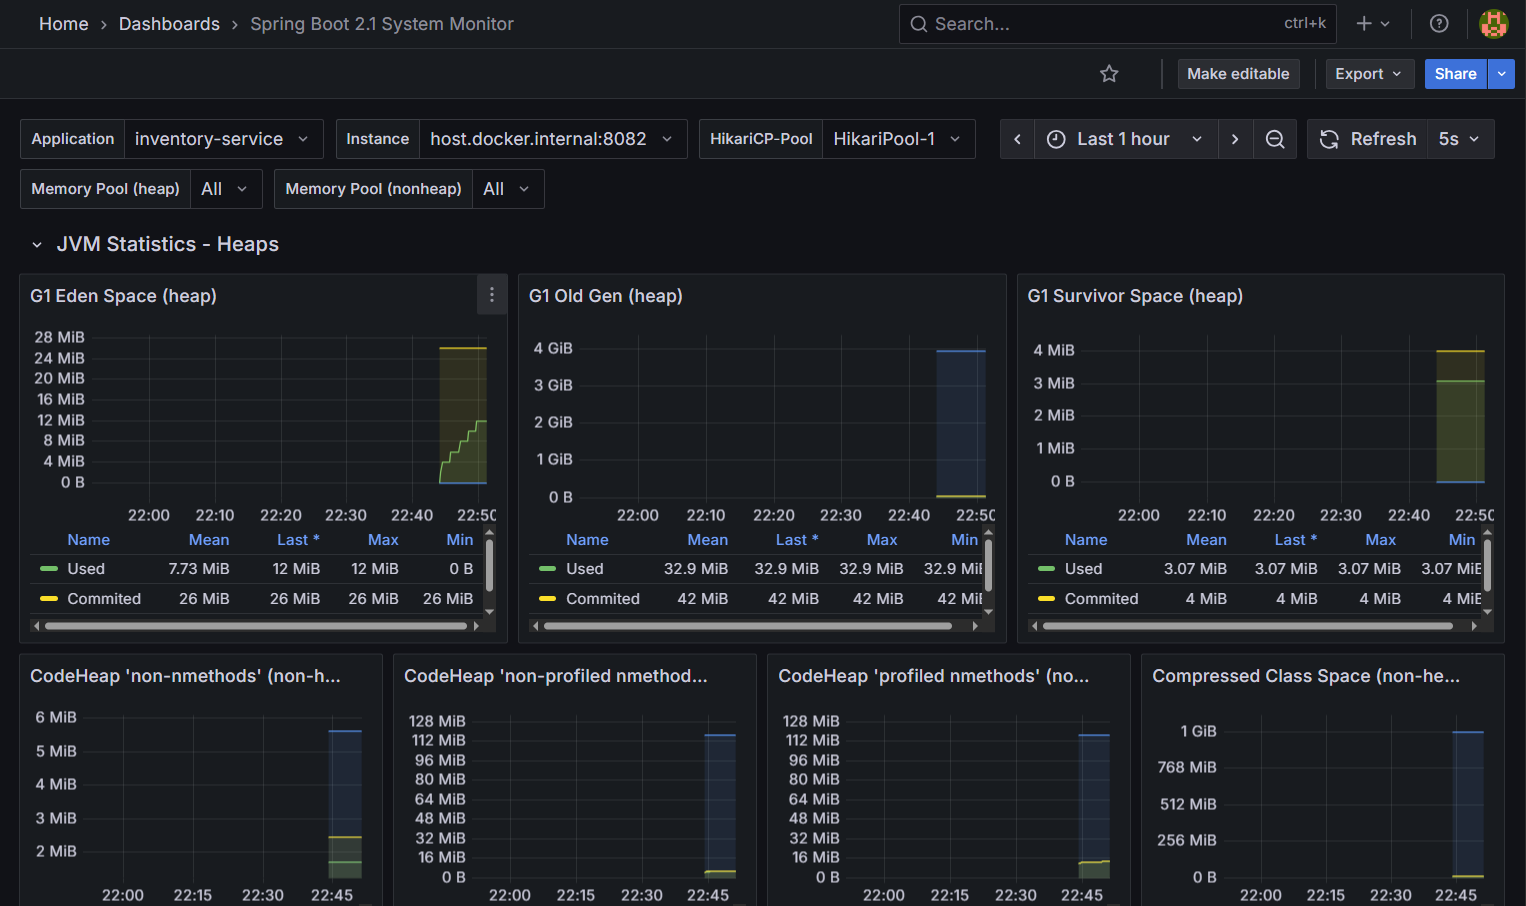 Home › Dashboards › Spring Boot 2.1 System Monitor
Search... ctrl+k
Make editable Export Share
Application inventory-service Instance host.docker.internal:8082 HikariCP-Pool HikariPool-1 Last 1 hour Refresh 5s
Memory Pool (heap) All Memory Pool (nonheap) All
JVM Statistics - Heaps
G1 Eden Space (heap)
28 MiB
24 MiB
20 MiB
16 MiB
12 MiB
8 MiB
4 MiB
0 B
22:00 22:10 22:20 22:30 22:40 22:50
Name Mean Last * Max Min
Used 7.73 MiB 12 MiB 12 MiB 0 B
Commited 26 MiB 26 MiB 26 MiB 26 MiB
G1 Old Gen (heap)
4 GiB
3 GiB
2 GiB
1 GiB
0 B
22:00 22:10 22:20 22:30 22:40 22:50
Name Mean Last * Max Min
Used 32.9 MiB 32.9 MiB 32.9 MiB 32.9 MiB
Commited 42 MiB 42 MiB 42 MiB 42 MiB
G1 Survivor Space (heap)
4 MiB
3 MiB
2 MiB
1 MiB
0 B
22:00 22:10 22:20 22:30 22:40 22:50
Name Mean Last * Max Min
Used 3.07 MiB 3.07 MiB 3.07 MiB 3.07 MiB
Commited 4 MiB 4 MiB 4 MiB 4 MiB
CodeHeap 'non-nmethods' (non-h...
6 MiB
5 MiB
4 MiB
3 MiB
2 MiB
22:00 22:15 22:30 22:45
CodeHeap 'non-profiled nmethod...
128 MiB
112 MiB
96 MiB
80 MiB
64 MiB
48 MiB
32 MiB
16 MiB
0 B
22:00 22:15 22:30 22:45
CodeHeap 'profiled nmethods' (no...
128 MiB
112 MiB
96 MiB
80 MiB
64 MiB
48 MiB
32 MiB
16 MiB
0 B
22:00 22:15 22:30 22:45
Compressed Class Space (non-he...
1 GiB
768 MiB
512 MiB
256 MiB
0 B
22:00 22:15 22:30 22:45